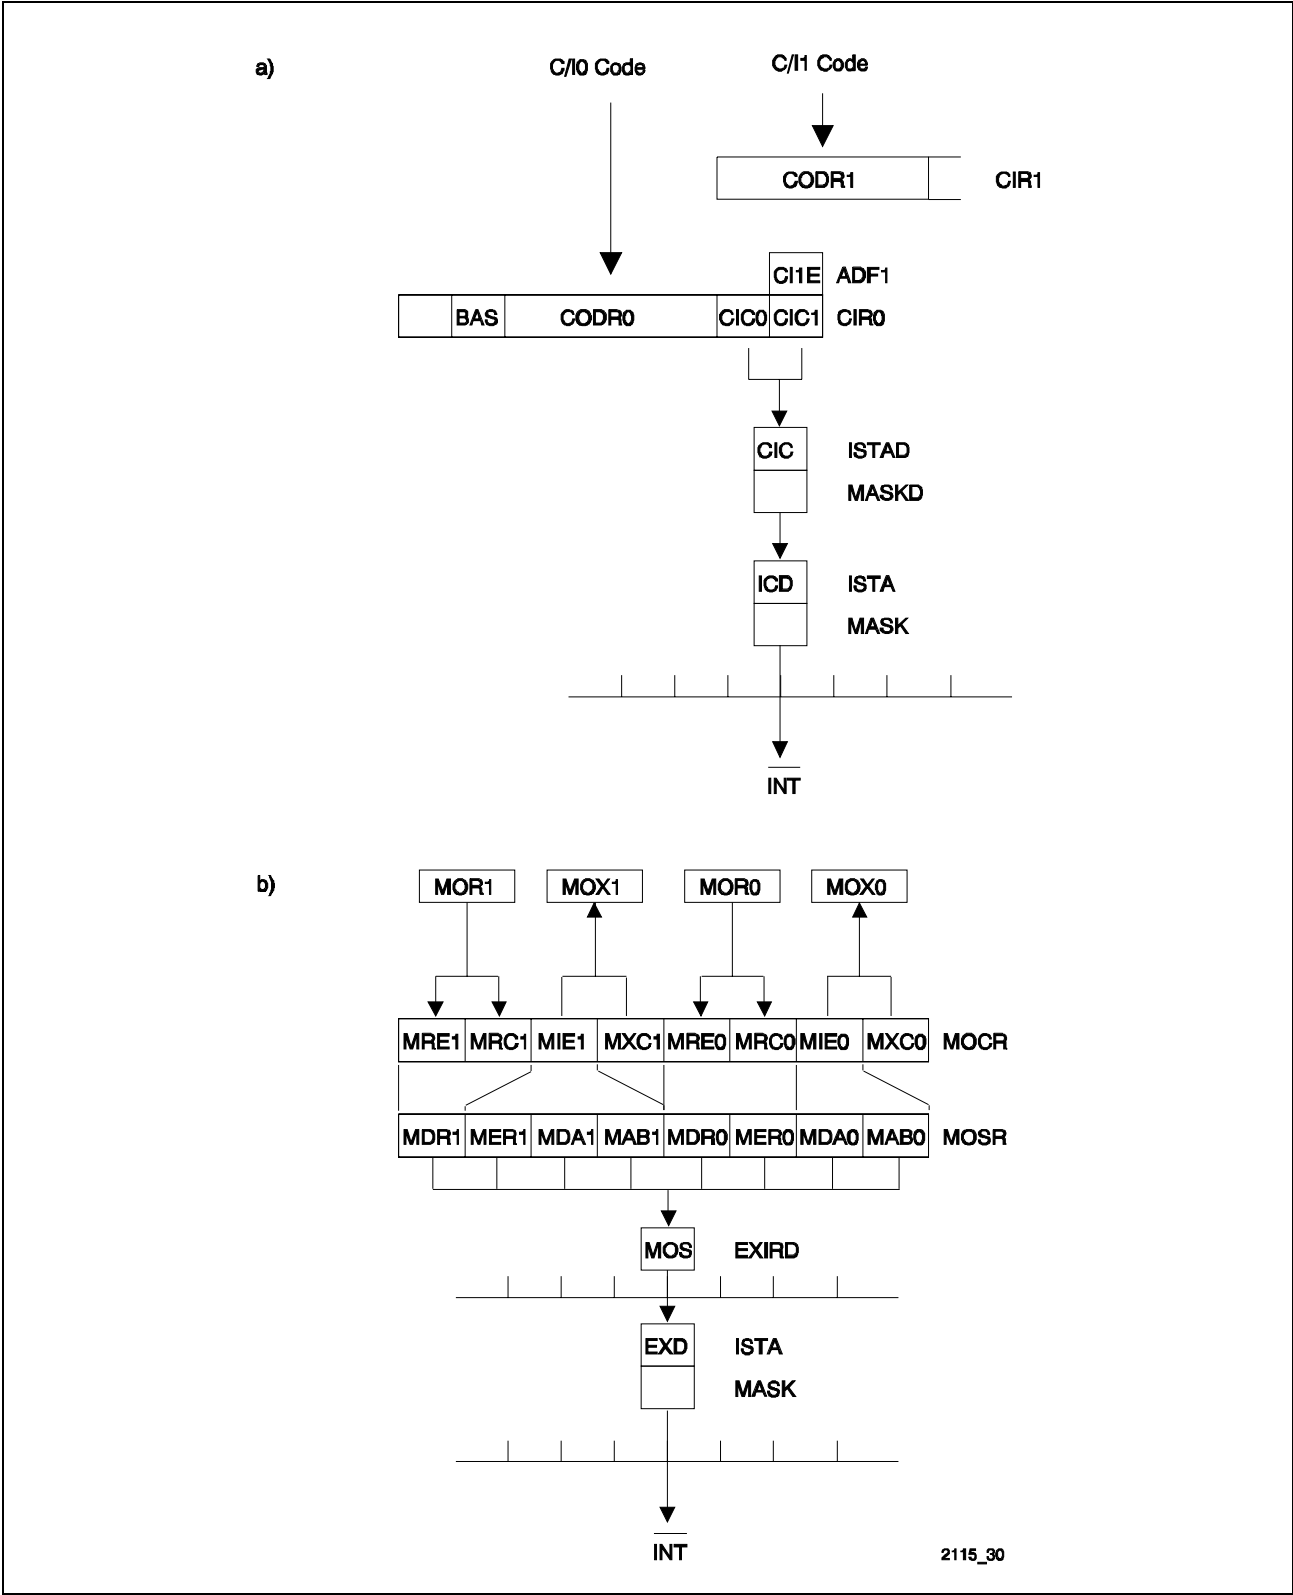 a)
C/I0 Code
C/I1 Code
CODR1 CIR1
CI1E ADF1
BAS CODR0 CIC0 CIC1 CIR0
CIC ISTAD
MASKD
ICD ISTA
MASK
INT
b)
MOR1 MOX1 MOR0 MOX0
MRE1 MRC1 MIE1 MXC1 MRE0 MRC0 MIE0 MXC0 MOCR
MDR1 MER1 MDA1 MAB1 MDR0 MER0 MDA0 MAB0 MOSR
MOS EXIRD
EXD ISTA
MASK
INT
2115_30